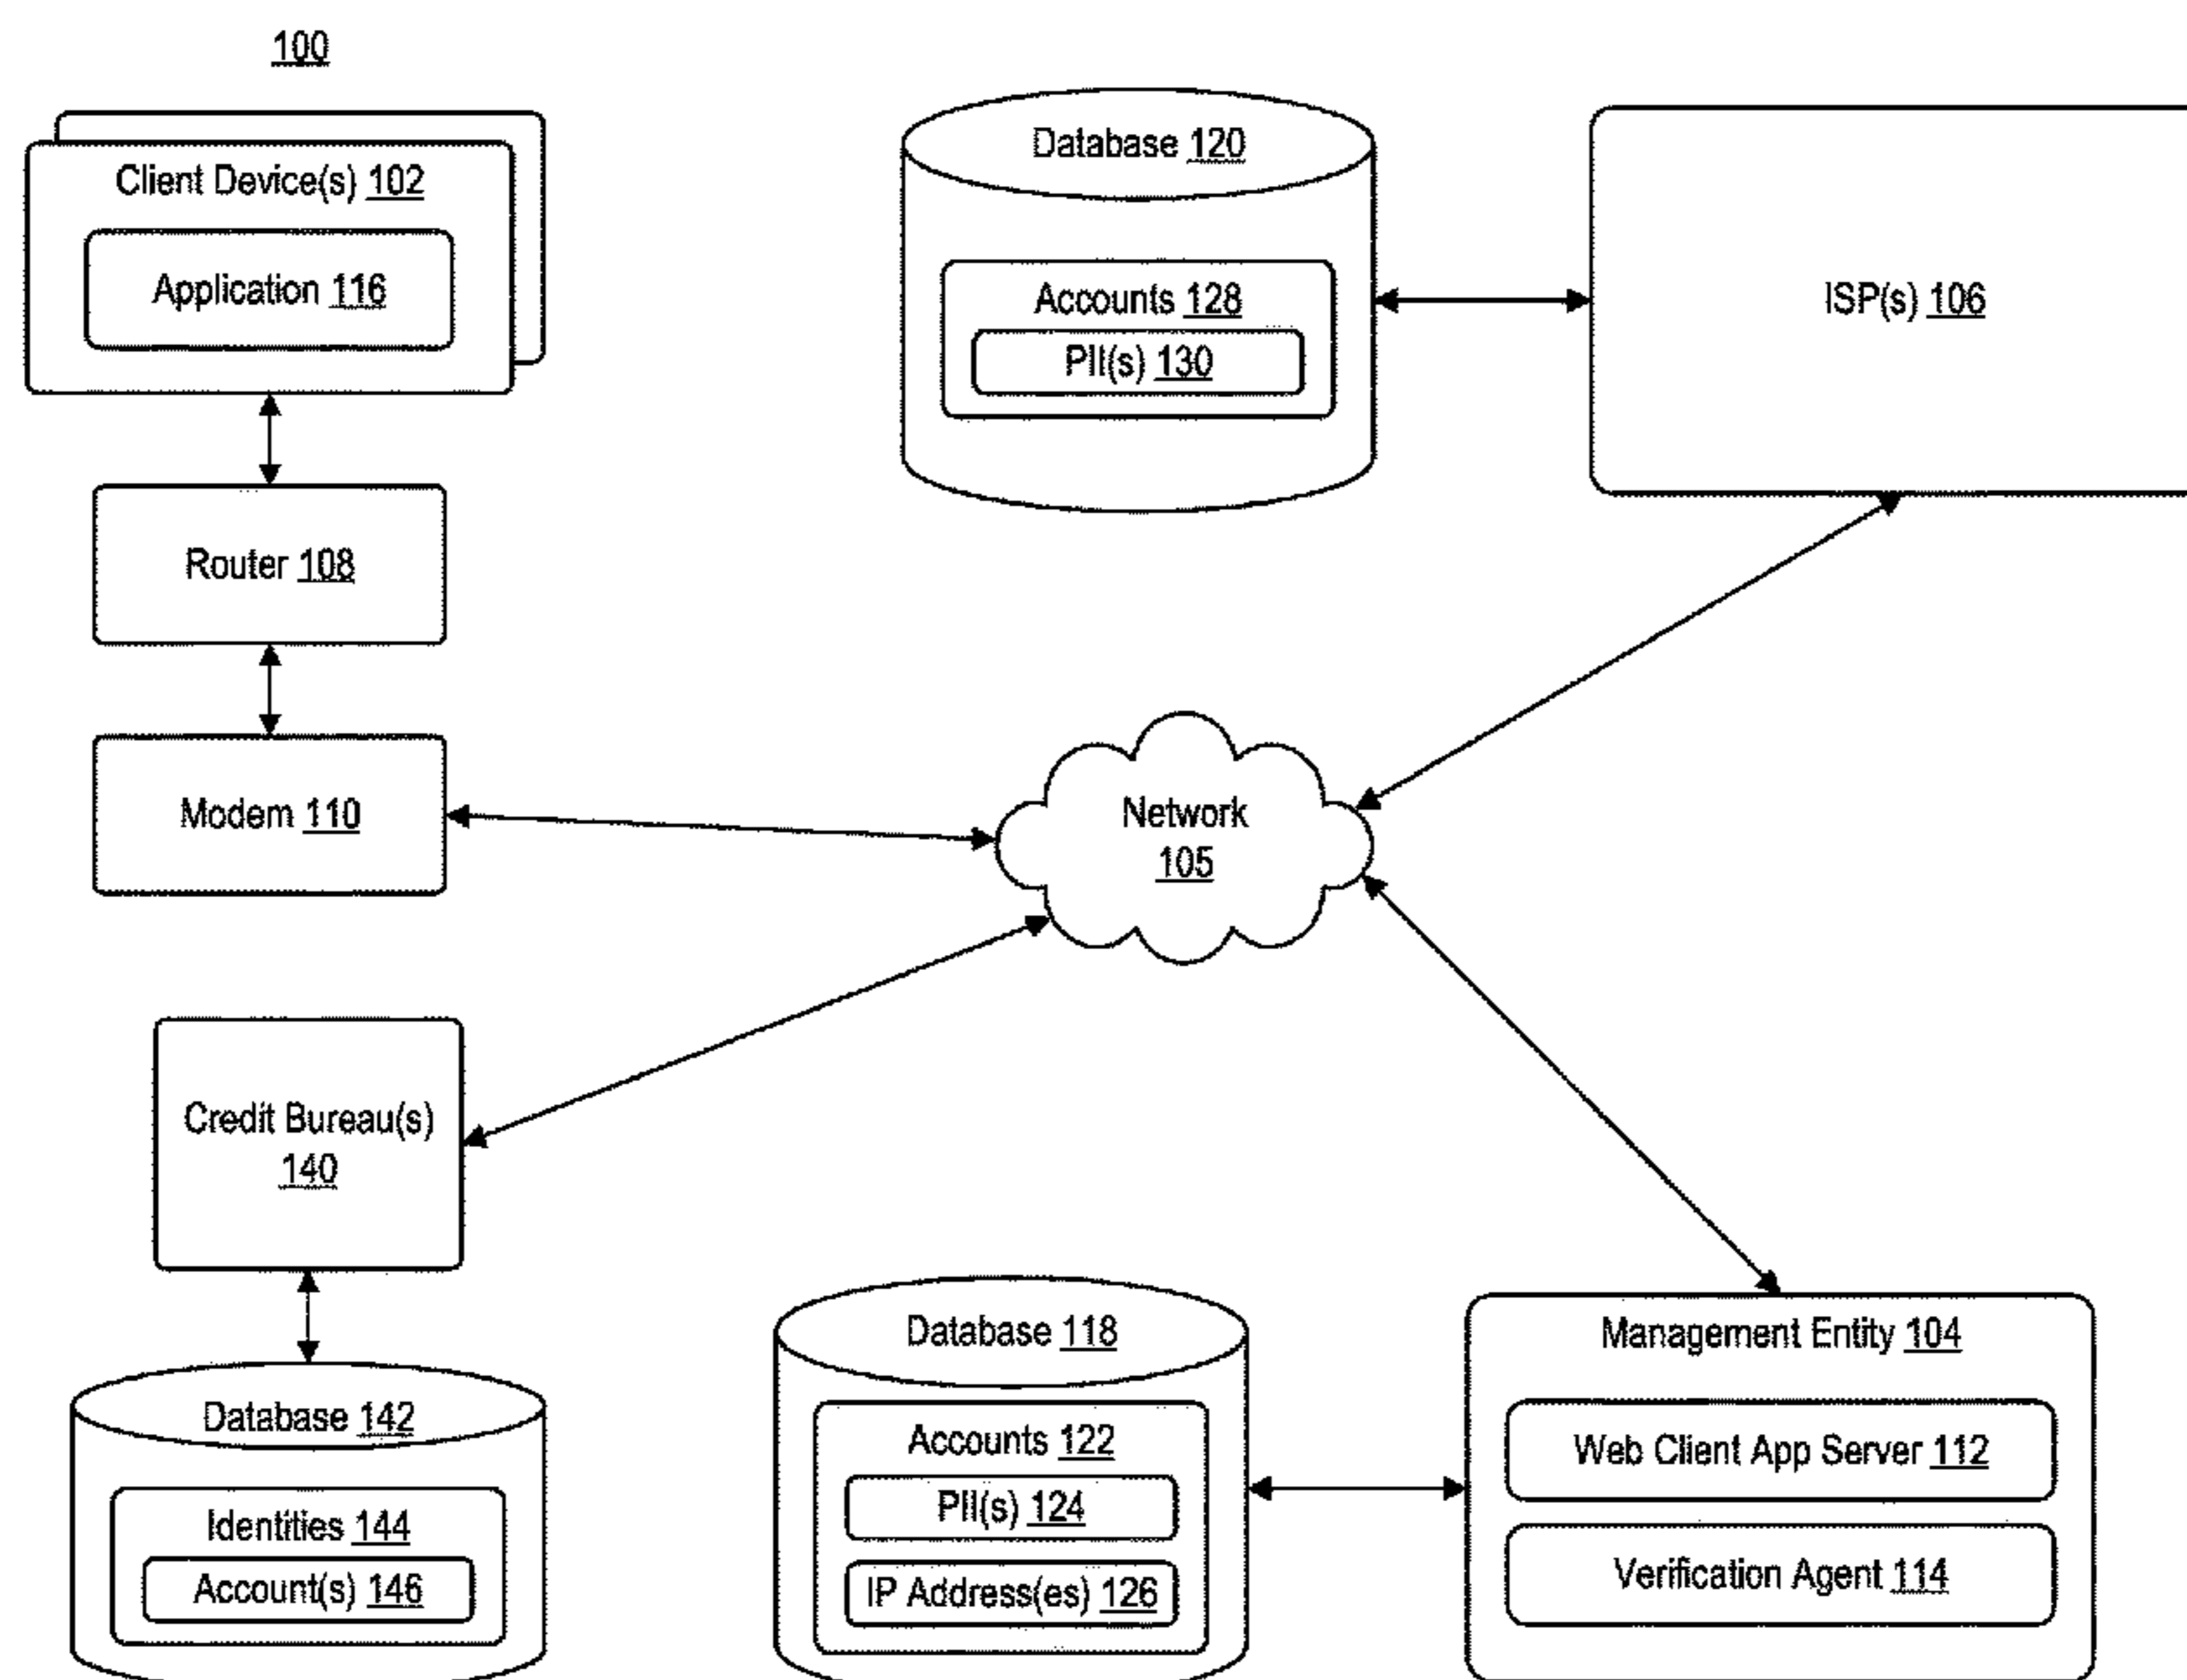 100
Client Device(s) 102
Application 116
Router 108
Modem 110
Database 120
Accounts 128
PII(s) 130
ISP(s) 106
Network
105
Credit Bureau(s)
140
Database 142
Identities 144
Account(s) 146
Database 118
Accounts 122
PII(s) 124
IP Address(es) 126
Management Entity 104
Web Client App Server 112
Verification Agent 114